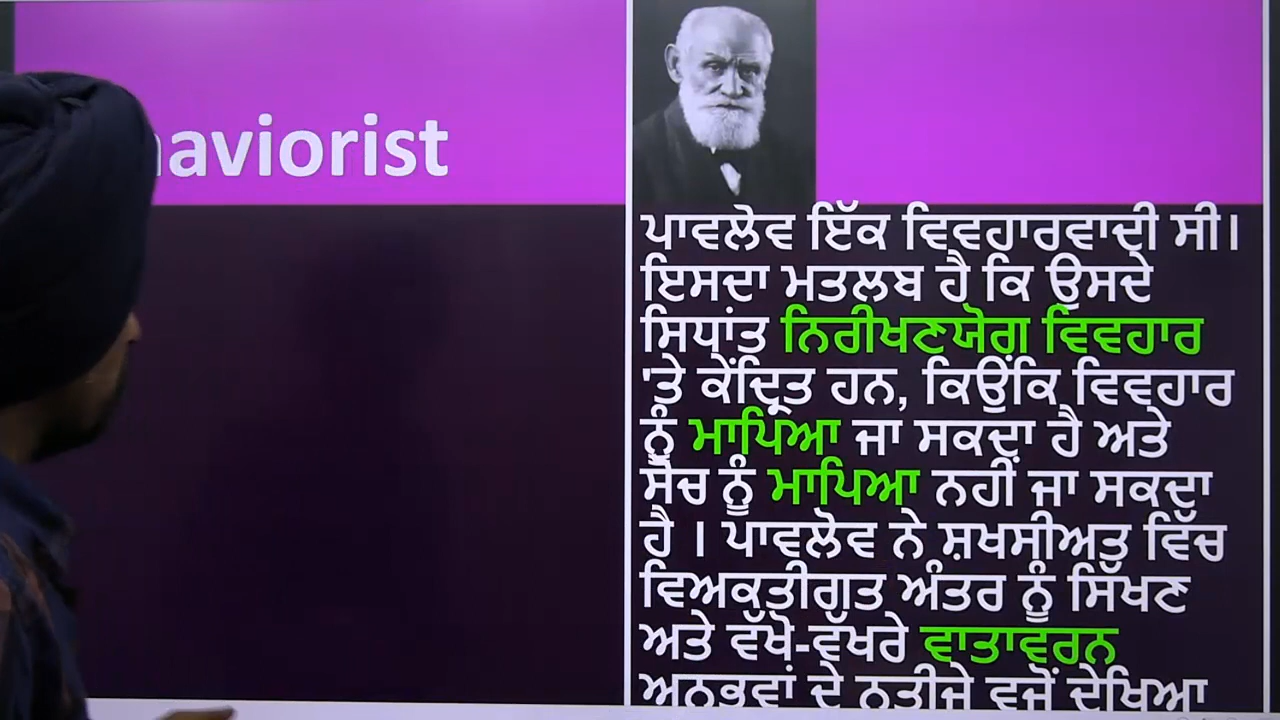 haviorist
ਪਾਵਲੋਵ ਇੱਕ ਵਿਵਹਾਰਵਾਦੀ ਸੀ।
ਇਸਦਾ ਮਤਲਬ ਹੈ ਕਿ ਉਸਦੇ
ਸਿਧਾਂਤ ਨਿਰੀਖਣਯੋਗ ਵਿਵਹਾਰ
'ਤੇ ਕੇਂਦ੍ਰਿਤ ਹਨ, ਕਿਉਂਕਿ ਵਿਵਹਾਰ
ਨੂੰ ਮਾਪਿਆ ਜਾ ਸਕਦਾ ਹੈ ਅਤੇ
ਸੋਚ ਨੂੰ ਮਾਪਿਆ ਨਹੀਂ ਜਾ ਸਕਦਾ
ਹੈ । ਪਾਵਲੋਵ ਨੇ ਸ਼ਖਸੀਅਤ ਵਿੱਚ
ਵਿਅਕਤੀਗਤ ਅੰਤਰ ਨੂੰ ਸਿੱਖਣ
ਅਤੇ ਵੱਖੋ-ਵੱਖਰੇ ਵਾਤਾਵਰਨ
ਅਨੁਭਵਾਂ ਦੇ ਨਤੀਜੇ ਵਜੋਂ ਦੇਖਿਆ